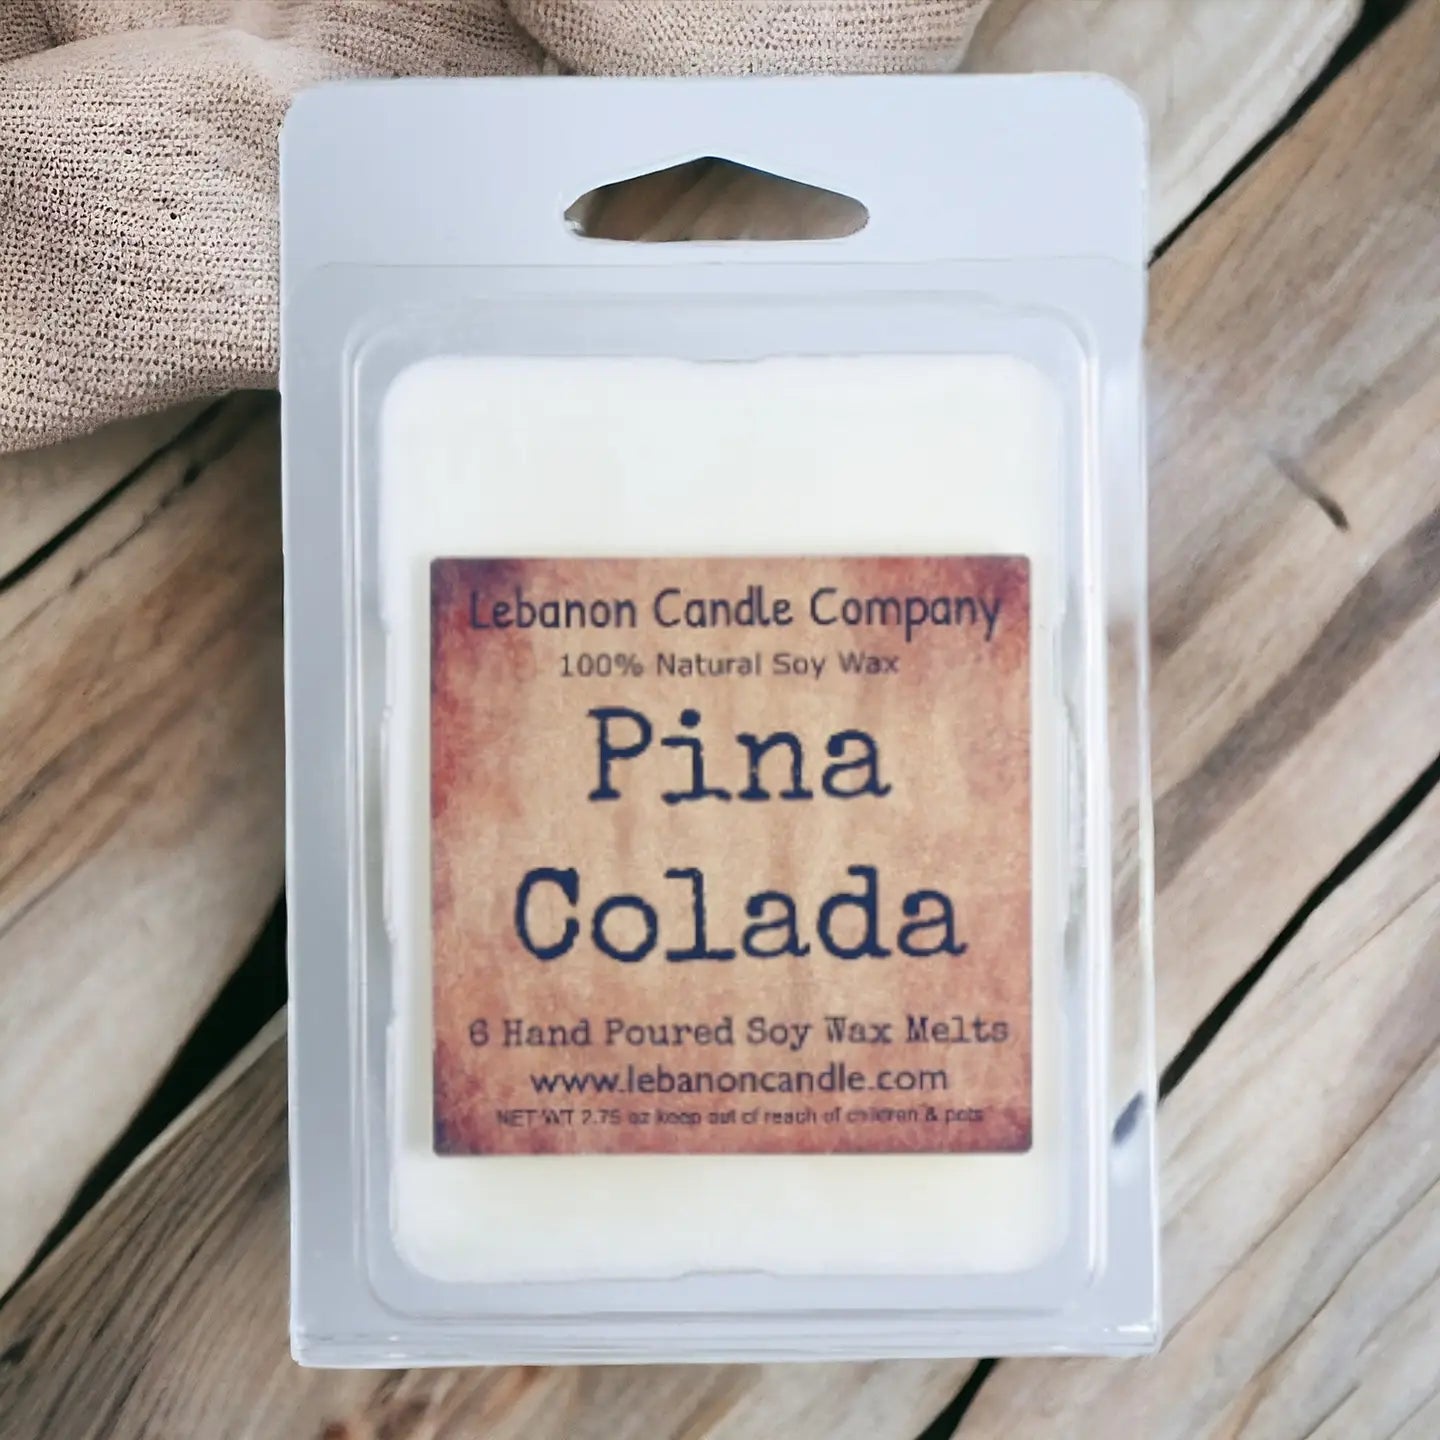 Lebanon Candle Company
100% Natural Soy Wax
Pina
Colada
6 Hand Poured Soy Wax Melts
www.lebanoncandle.com
NET WT 2.75 oz keep out of reach of children & pets